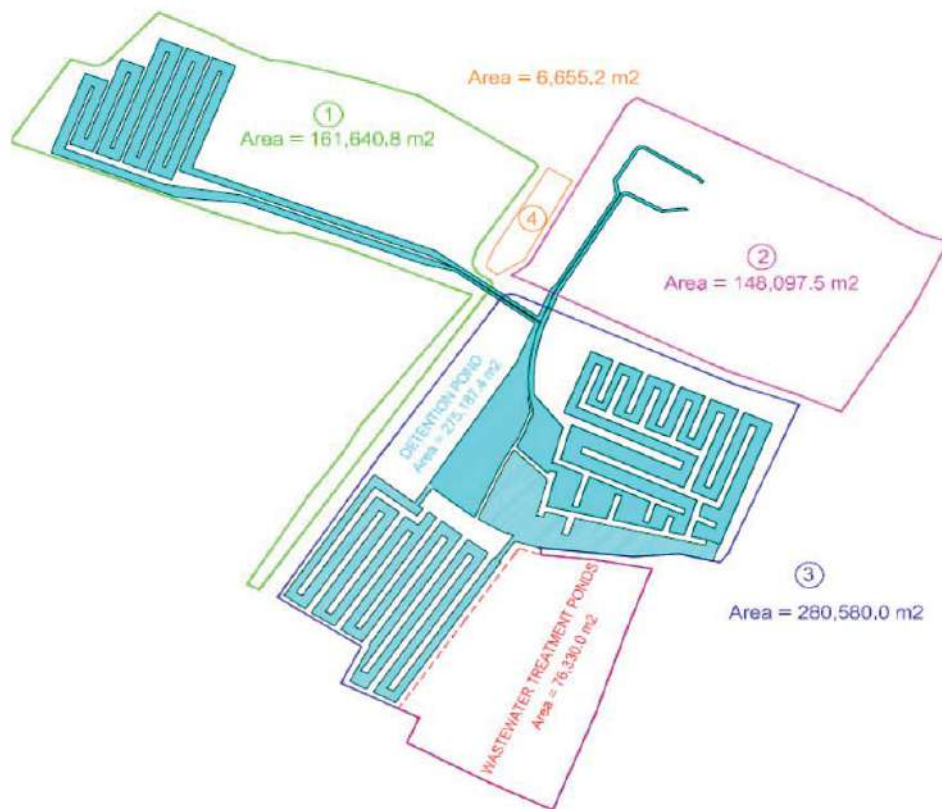 Area = 6,655.2 m2
1
Area = 161,640.8 m2
4
2
Area = 148,097.5 m2
DETENTION POND
Area = 275,187.4 m2
3
Area = 280,580.0 m2
WASTEWATER TREATMENT PONDS
Area = 76,330.0 m2